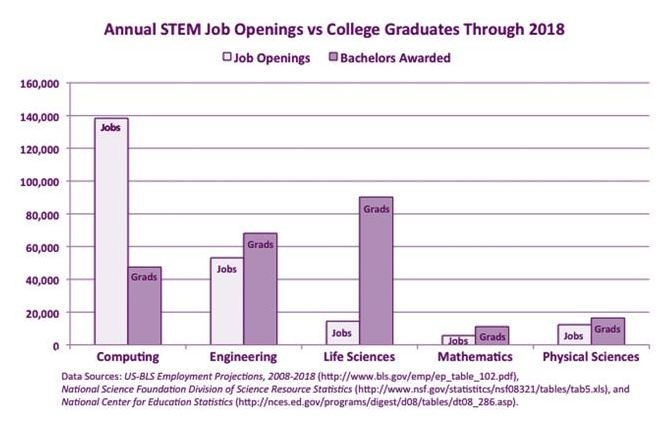 Annual STEM Job Openings vs College Graduates Through 2018
Job Openings Bachelors Awarded
160,000
140,000
120,000
100,000
80,000
60,000
40,000
20,000
0
Jobs
Grads
Jobs
Grads
Jobs
Grads
Jobs
Grads
Jobs
Grads
Computing Engineering Life Sciences Mathematics Physical Sciences
Data Sources: US-BLS Employment Projections, 2008-2018 (http://www.bls.gov/emp/ep_table_102.pdf),
National Science Foundation Division of Science Resource Statistics (http://www.nsf.gov/statistitcs/nsf08321/tables/tab5.xls), and
National Center for Education Statistics (http://nces.ed.gov/programs/digest/d08/tables/dt08_286.asp).